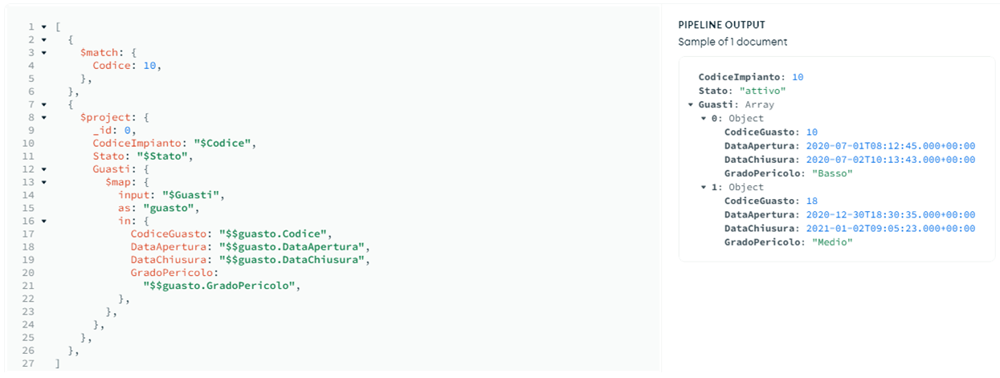 1 [
2 {
3 $match: {
4 Codice: 10,
5 },
6 },
7 {
8 $project: {
9 _id: 0,
10 CodiceImpianto: "$Codice",
11 Stato: "$Stato",
12 Guasti: {
13 $map: {
14 input: "$Guasti",
15 as: "guasto",
16 in: {
17 CodiceGuasto: "$$guasto.Codice",
18 DataApertura: "$$guasto.DataApertura",
19 DataChiusura: "$$guasto.DataChiusura",
20 GradoPericolo:
21 "$$guasto.GradoPericolo",
22 },
23 },
24 },
25 },
26 },
27 ]
PIPELINE OUTPUT
Sample of 1 document
CodiceImpianto: 10
Stato: "attivo"
Guasti: Array
0: Object
CodiceGuasto: 10
DataApertura: 2020-07-01T08:12:45.000+00:00
DataChiusura: 2020-07-02T10:13:43.000+00:00
GradoPericolo: "Basso"
1: Object
CodiceGuasto: 18
DataApertura: 2020-12-30T18:30:35.000+00:00
DataChiusura: 2021-01-02T09:05:23.000+00:00
GradoPericolo: "Medio"